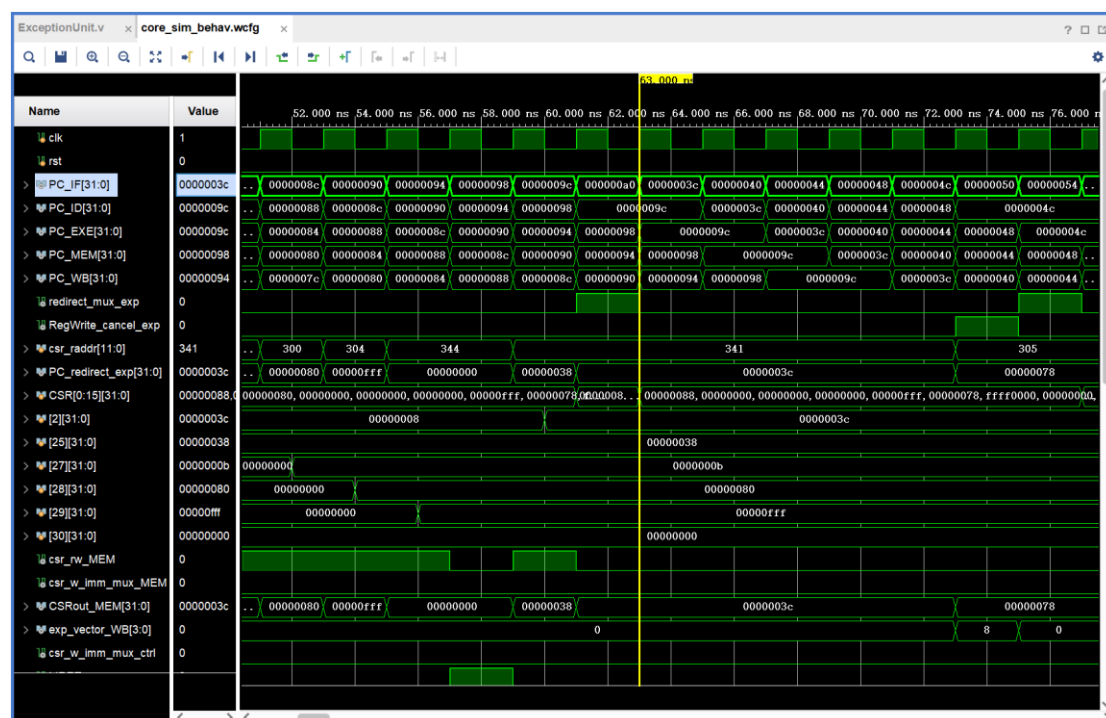 ExceptionUnit.v × core_sim_behav.wcfg ×
Name Value
63.000 ns
52.000 ns 54.000 ns 56.000 ns 58.000 ns 60.000 ns 62.000 ns 64.000 ns 66.000 ns 68.000 ns 70.000 ns 72.000 ns 74.000 ns 76.000 n
clk 1
rst 0
PC_IF[31:0] 0000003c .. 0000008c 00000090 00000094 00000098 0000009c 000000a0 0000003c 00000040 00000044 00000048 0000004c 00000050 00000054 ..
PC_ID[31:0] 0000009c .. 00000088 0000008c 00000090 00000094 00000098 0000009c 0000003c 00000040 00000044 00000048 0000004c
PC_EXE[31:0] 0000009c .. 00000084 00000088 0000008c 00000090 00000094 00000098 0000009c 0000003c 00000040 00000044 00000048 0000004c
PC_MEM[31:0] 00000098 .. 00000080 00000084 00000088 0000008c 00000090 00000094 00000098 0000009c 0000003c 00000040 00000044 00000048 ..
PC_WB[31:0] 00000094 .. 0000007c 00000080 00000084 00000088 0000008c 00000090 00000094 00000098 0000009c 0000003c 00000040 00000044 ..
redirect_mux_exp 0
RegWrite_cancel_exp 0
csr_raddr[11:0] 341 .. 300 304 344 341 305
PC_redirect_exp[31:0] 0000003c .. 00000080 00000fff 00000000 00000038 0000003c 00000078
CSR[0:15][31:0] 00000088,0 00000080, 00000000, 00000000, 00000000, 00000fff, 00000078, 00000088, 00000000, 00000000, 00000000, 00000fff, 00000078, ffff0000, 00000000,
[2][31:0] 0000003c 00000008 0000003c
[25][31:0] 00000038 00000038
[27][31:0] 0000000b 00000000 0000000b
[28][31:0] 00000080 00000000 00000080
[29][31:0] 00000fff 00000000 00000fff
[30][31:0] 00000000 00000000
csr_rw_MEM 0
csr_w_imm_mux_MEM 0
CSRout_MEM[31:0] 0000003c .. 00000080 00000fff 00000000 00000038 0000003c 00000078
exp_vector_WB[3:0] 0 0 8 0
csr_w_imm_mux_ctrl 0